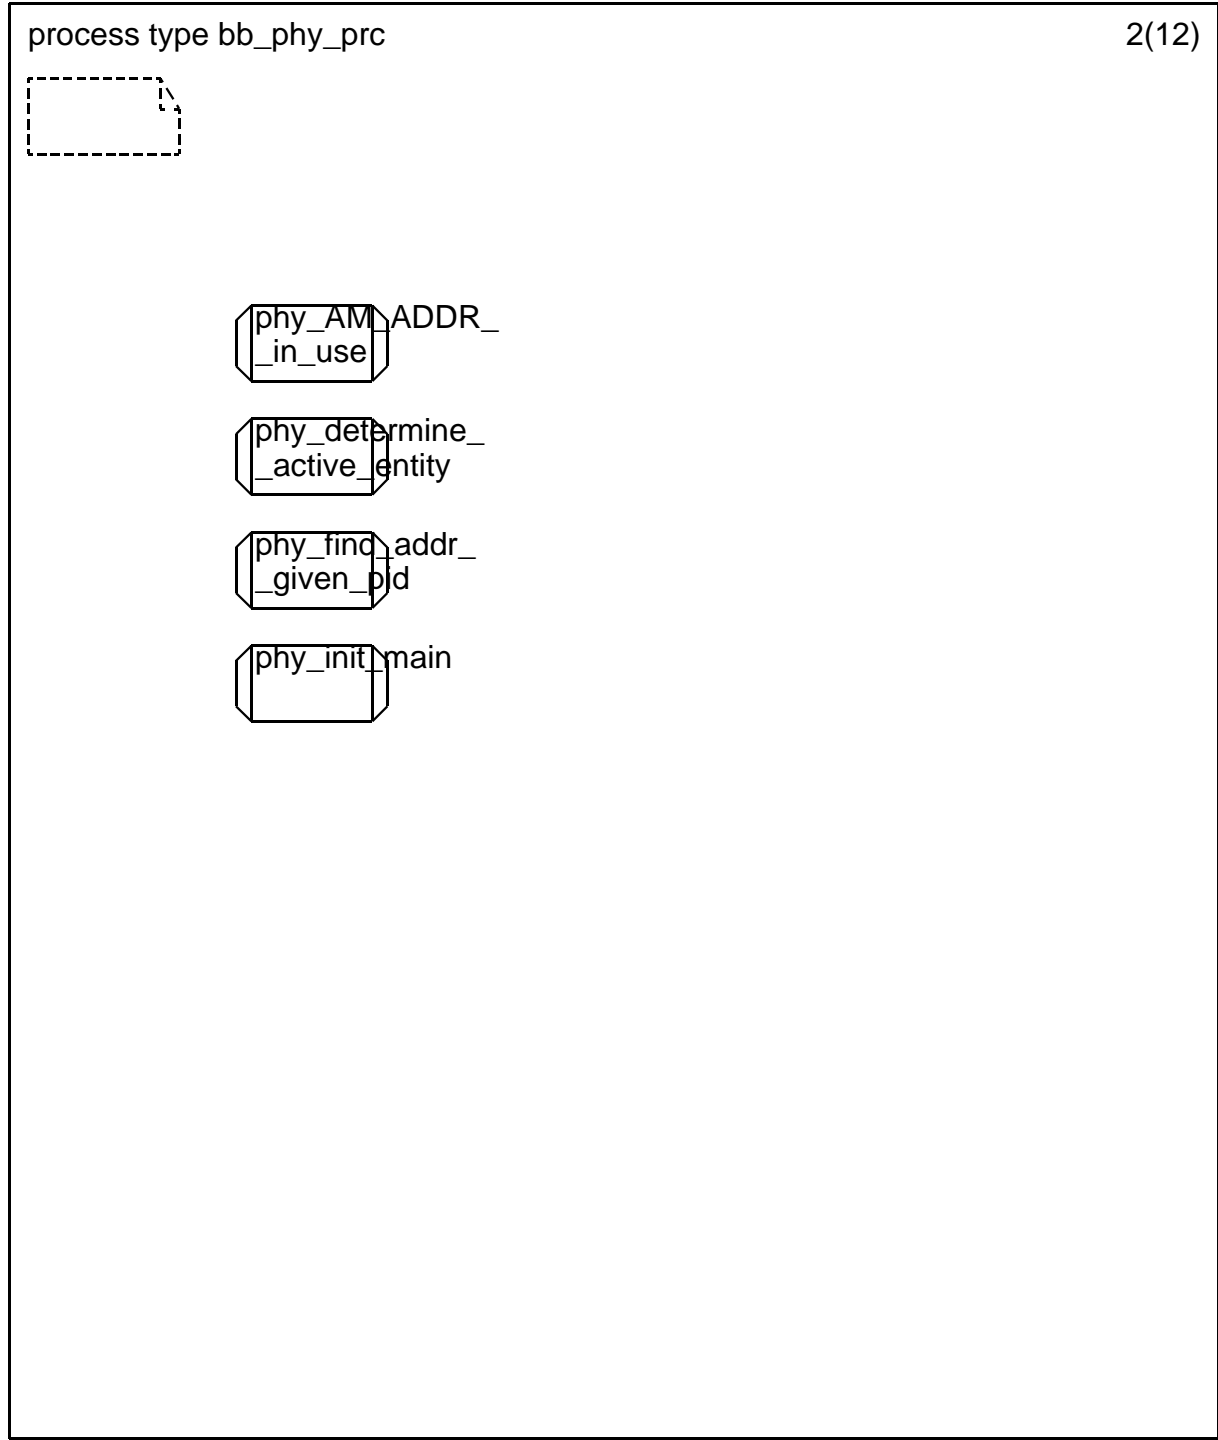 process type bb_phy_prc
2(12)
phy_AM_ADDR_
_in_use
phy_determine_
_active_entity
phy_find_addr_
_given_pid
phy_init_main